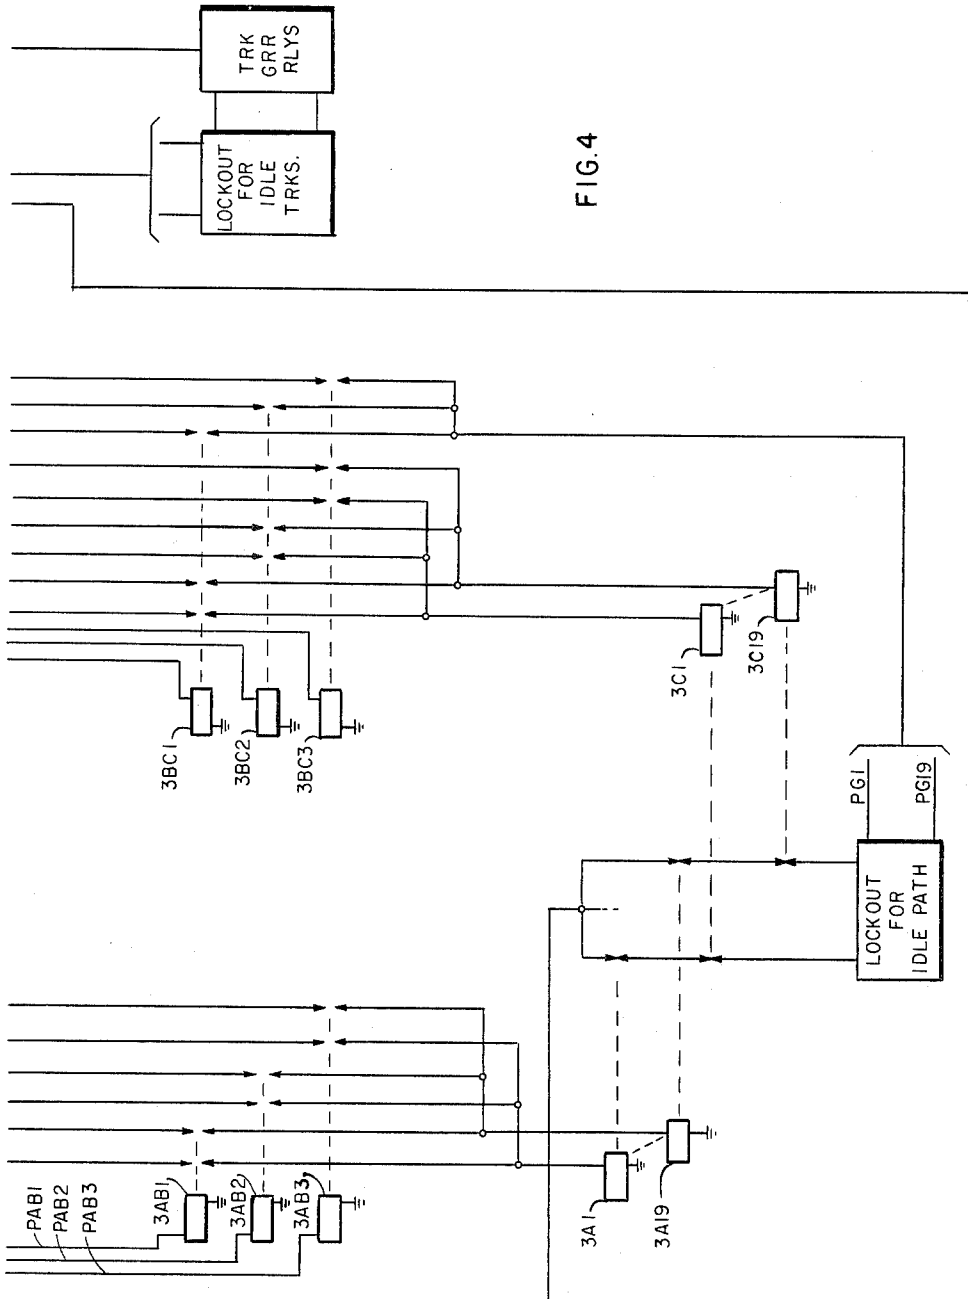 TRK
GRR
RLYS
LOCKOUT
FOR
IDLE
TRKS.
FIG.4
3BC1
3BC2
3BC3
3C1
3C19
PG1
PG19
LOCKOUT
FOR
IDLE PATH
PAB1
PAB2
PAB3
3AB1
3AB2
3AB3
3A1
3A19